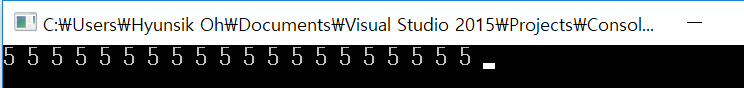 C:₩Users₩Hyunsik Oh₩Documents₩Visual Studio 2015₩Projects₩Consol...
5 5 5 5 5 5 5 5 5 5 5 5 5 5 5 5 5 5 5 5